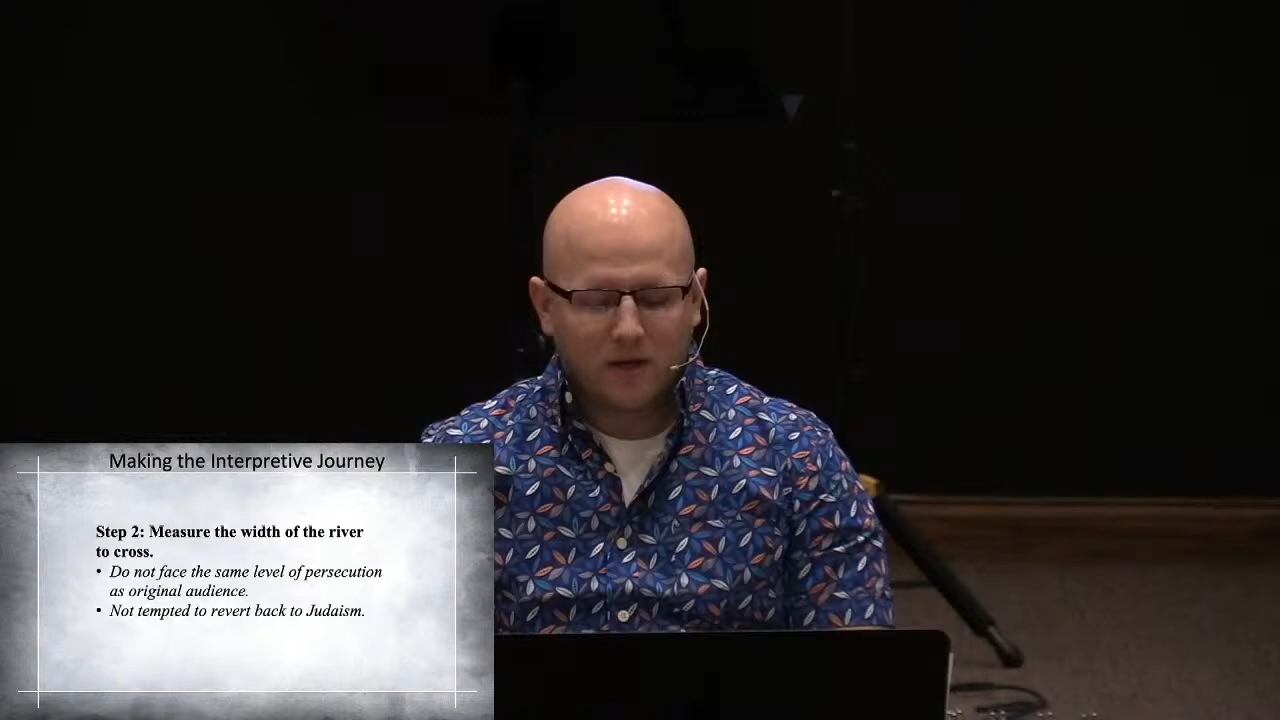 Making the Interpretive Journey
Step 2: Measure the width of the river
to cross.
• Do not face the same level of persecution
as original audience.
• Not tempted to revert back to Judaism.